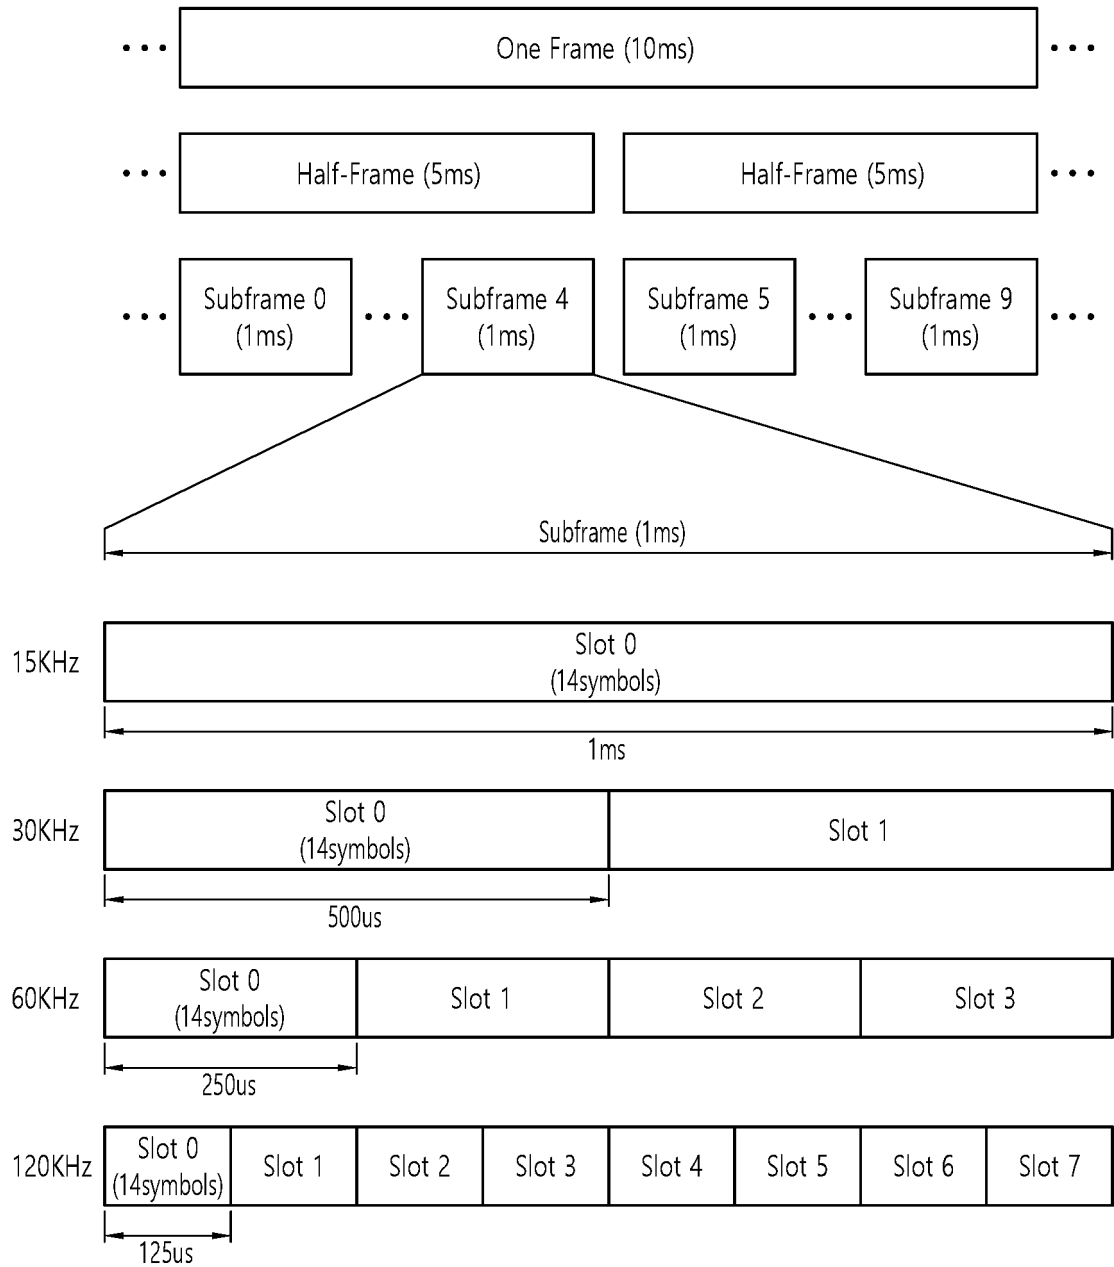 One Frame (10ms)
Half-Frame (5ms)
Half-Frame (5ms)
Subframe 0
(1ms)
Subframe 4
(1ms)
Subframe 5
(1ms)
Subframe 9
(1ms)
Subframe (1ms)
15KHz
Slot 0
(14symbols)
1ms
30KHz
Slot 0
(14symbols)
Slot 1
500us
60KHz
Slot 0
(14symbols)
Slot 1
Slot 2
Slot 3
250us
120KHz
Slot 0
(14symbols)
Slot 1
Slot 2
Slot 3
Slot 4
Slot 5
Slot 6
Slot 7
125us